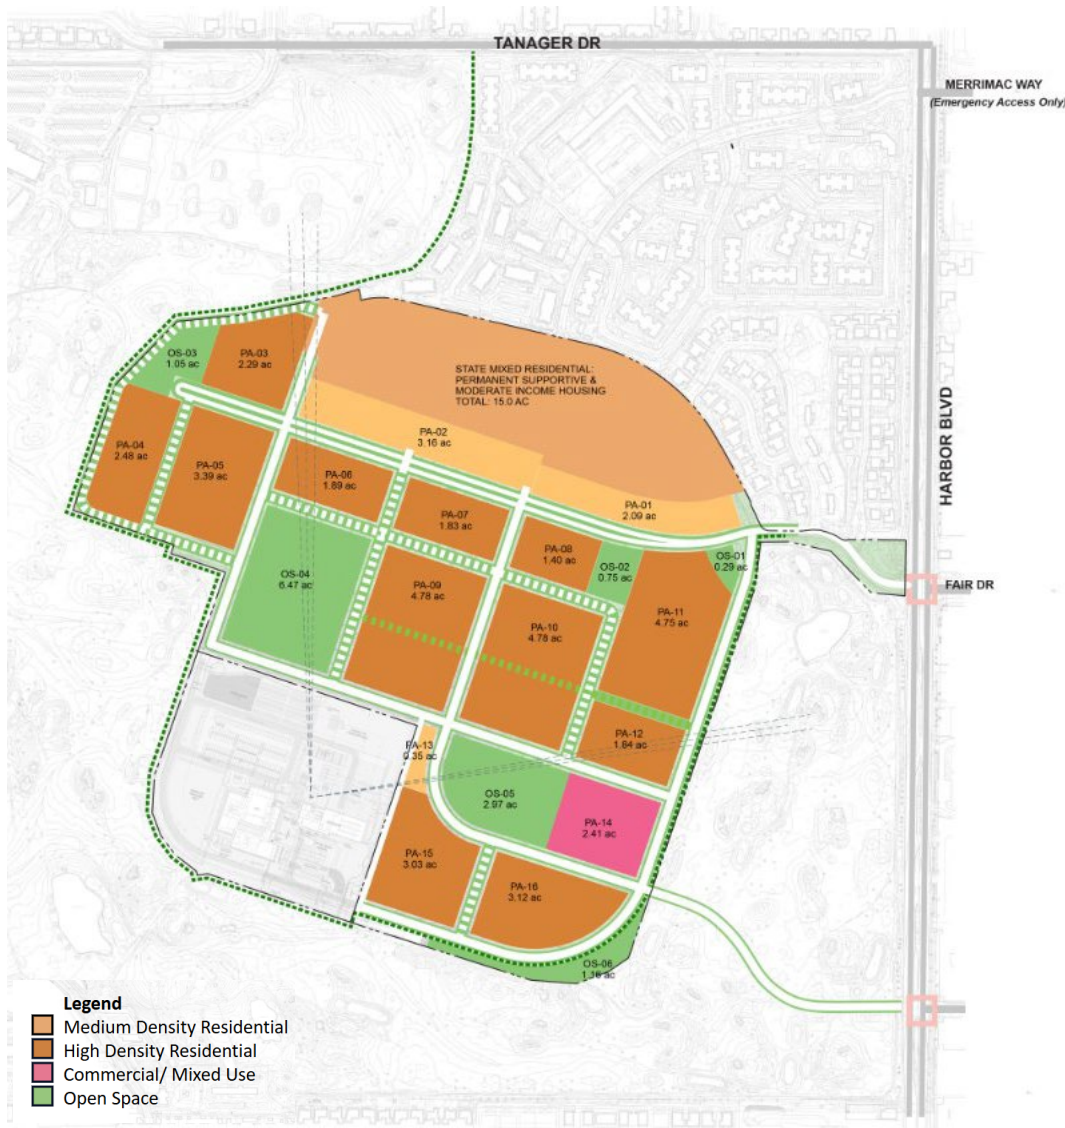 TANAGER DR
MERRIMAC WAY
(Emergency Access Only)
HARBOR BLVD
FAIR DR
STATE MIXED RESIDENTIAL:
PERMANENT SUPPORTIVE &
MODERATE INCOME HOUSING
TOTAL: 15.0 AC
OS-03
1.05 ac
PA-03
2.29 ac
PA-02
3.16 ac
PA-04
2.48 ac
PA-05
3.39 ac
PA-06
1.89 ac
PA-07
1.83 ac
PA-01
2.09 ac
PA-08
1.40 ac
OS-02
0.75 ac
OS-01
0.29 ac
OS-04
6.47 ac
PA-09
4.78 ac
PA-10
4.78 ac
PA-11
4.75 ac
PA-12
1.84 ac
PA-13
0.35 ac
OS-05
2.97 ac
PA-14
2.41 ac
PA-15
3.03 ac
PA-16
3.12 ac
OS-06
1.16 ac
Legend
Medium Density Residential
High Density Residential
Commercial/ Mixed Use
Open Space